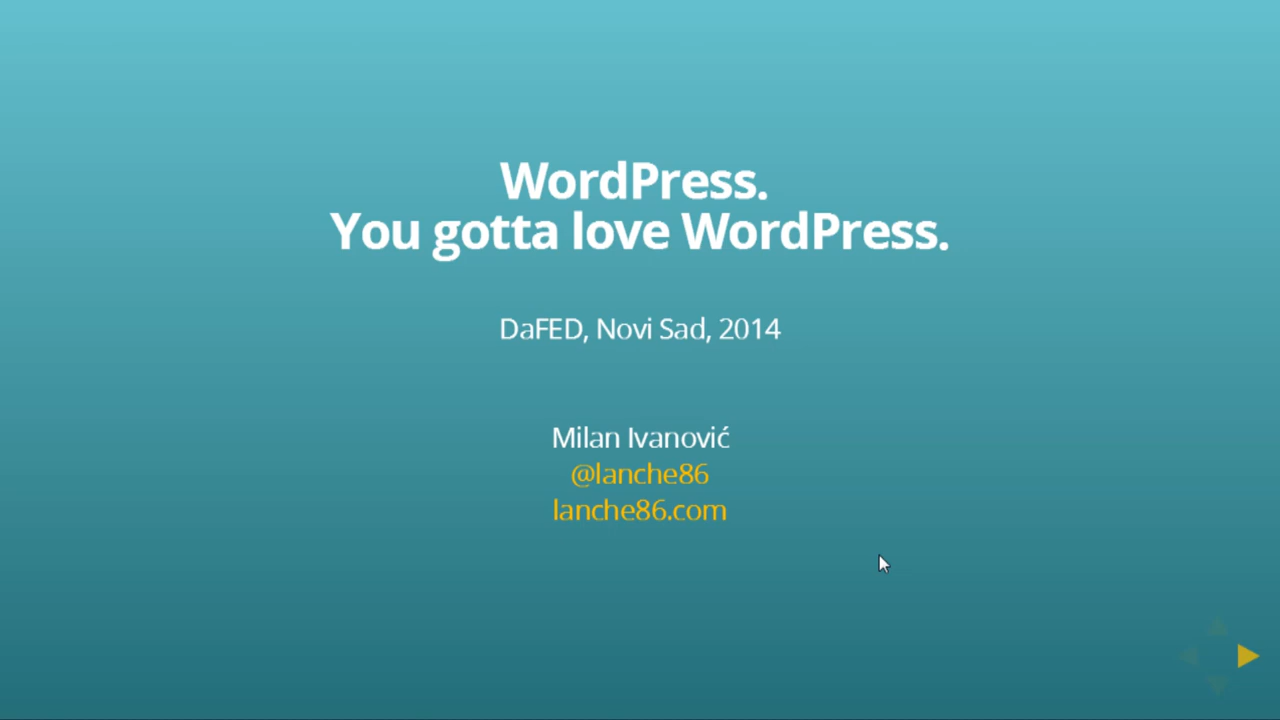 WordPress.
You gotta love WordPress.
DaFED, Novi Sad, 2014
Milan Ivanović
@lanche86
lanche86.com